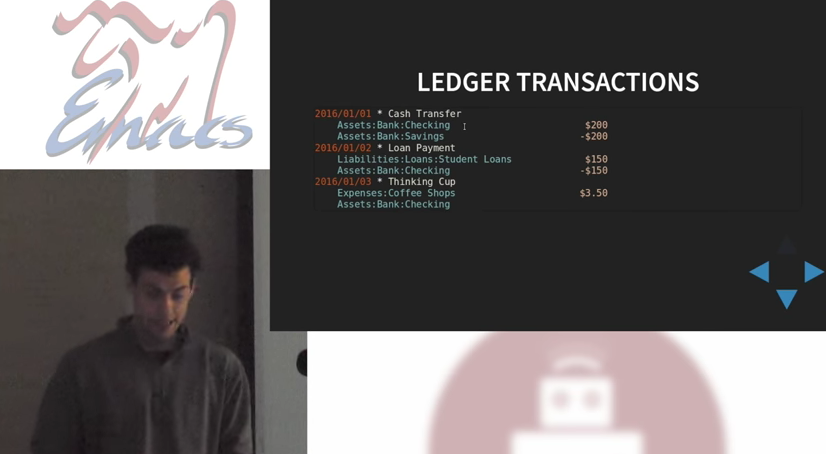 Emacs
LEDGER TRANSACTIONS
2016/01/01 * Cash Transfer
Assets:Bank:Checking $200
Assets:Bank:Savings -$200
2016/01/02 * Loan Payment
Liabilities:Loans:Student Loans $150
Assets:Bank:Checking -$150
2016/01/03 * Thinking Cup
Expenses:Coffee Shops $3.50
Assets:Bank:Checking